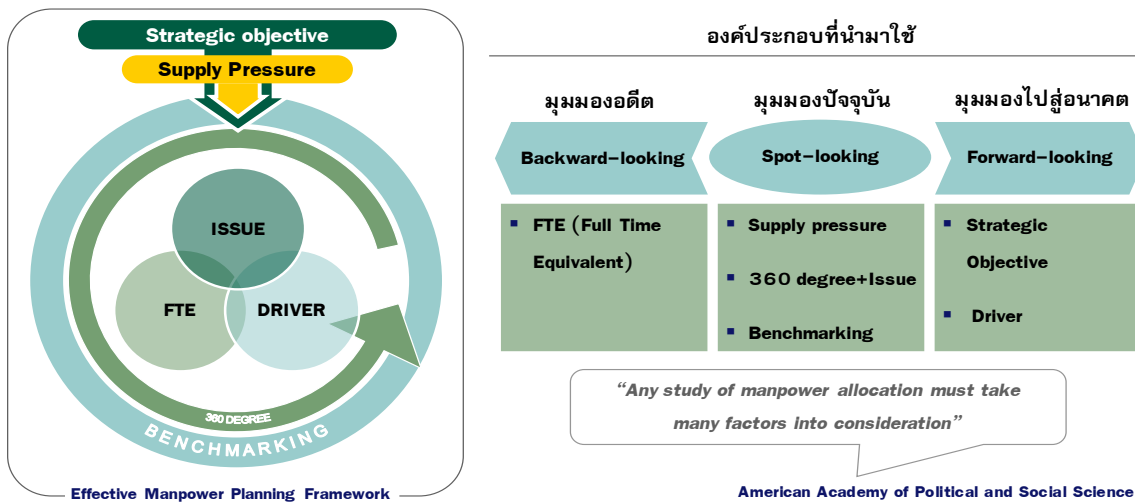 Strategic objective
Supply Pressure
ISSUE
FTE
DRIVER
360 DEGREE
BENCHMARKING
Effective Manpower Planning Framework
องค์ประกอบที่นำมาใช้
มุมมองอดีต
มุมมองปัจจุบัน
มุมมองไปสู่อนาคต
Backward-looking
Spot-looking
Forward-looking
▪ FTE (Full Time
Equivalent)
▪ Supply pressure
▪ 360 degree+Issue
▪ Benchmarking
▪ Strategic
Objective
▪ Driver
“Any study of manpower allocation must take
many factors into consideration”
American Academy of Political and Social Science